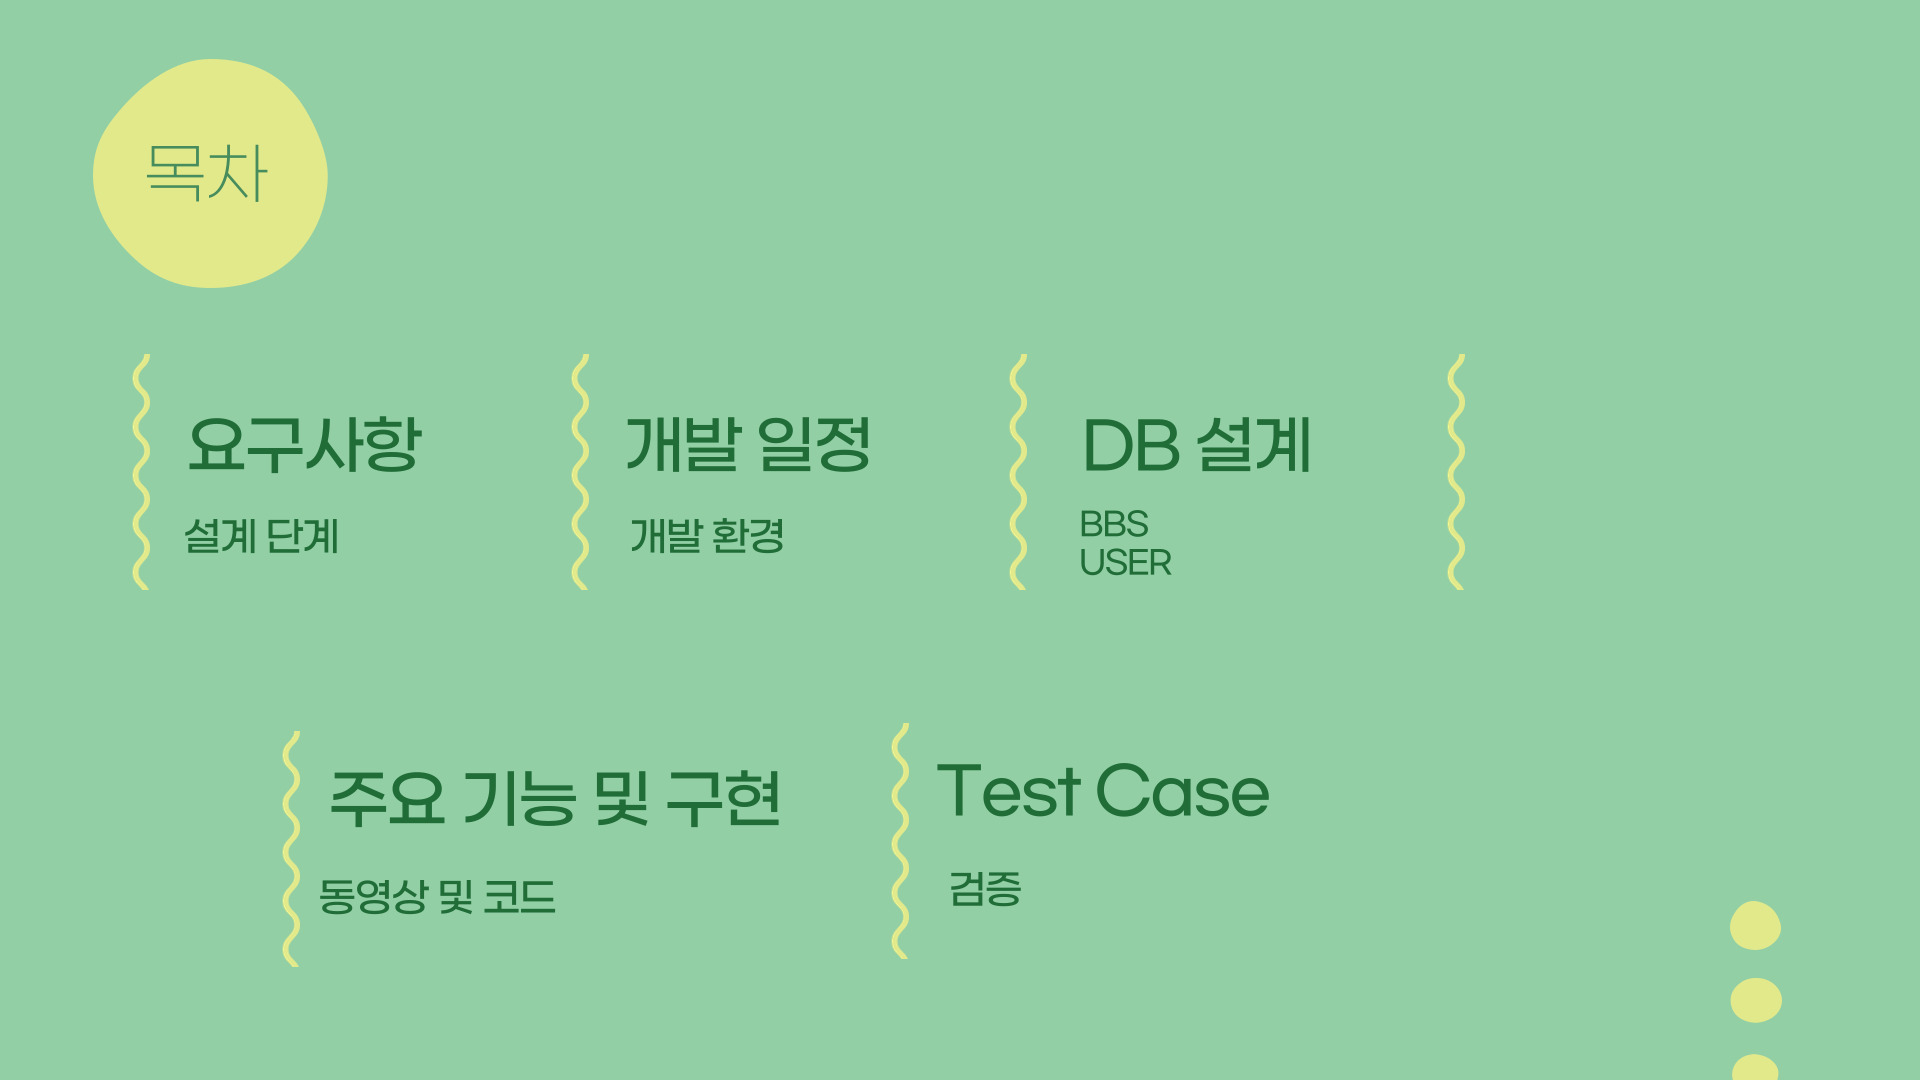 목차
요구사항
설계 단계
개발 일정
개발 환경
DB 설계
BBS
USER
주요 기능 및 구현
동영상 및 코드
Test Case
검증